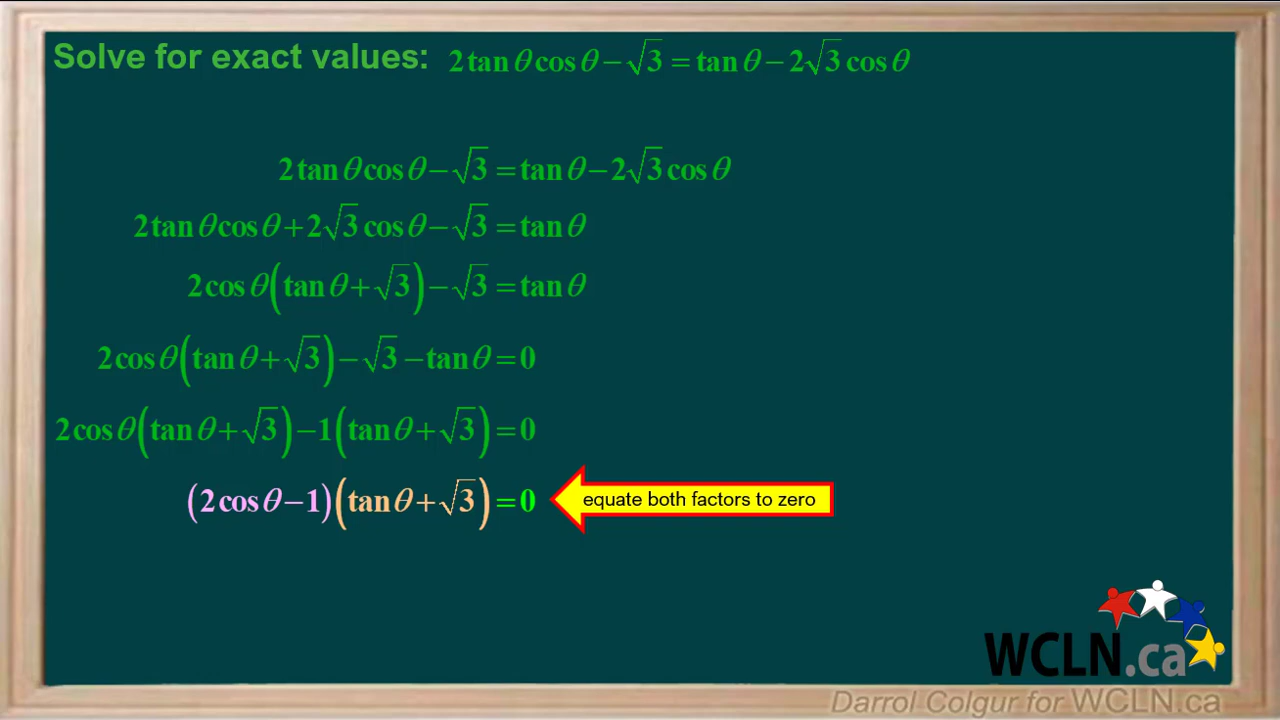 Solve for exact values: 2tanθcosθ−√3=tanθ−2√3cosθ
2tanθcosθ−√3=tanθ−2√3cosθ
2tanθcosθ+2√3cosθ−√3=tanθ
2cosθ(tanθ+√3)−√3=tanθ
2cosθ(tanθ+√3)−√3−tanθ=0
2cosθ(tanθ+√3)−1(tanθ+√3)=0
(2cosθ−1)(tanθ+√3)=0 equate both factors to zero
WCLN.ca
Darrol Colgur for WCLN.ca